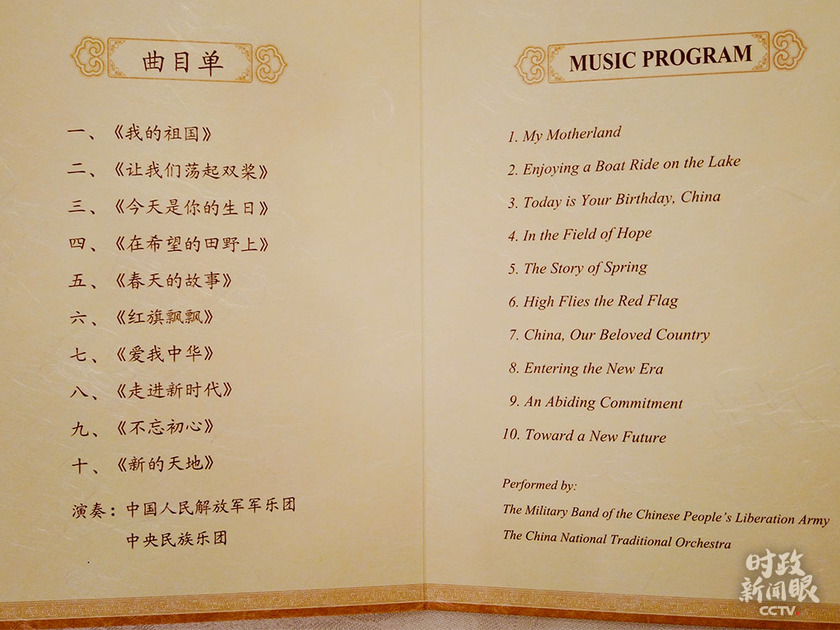 曲目单
一、《我的祖国》
二、《让我们荡起双桨》
三、《今天是你的生日》
四、《在希望的田野上》
五、《春天的故事》
六、《红旗飘飘》
七、《爱我中华》
八、《走进新时代》
九、《不忘初心》
十、《新的天地》
演奏：中国人民解放军军乐团
中央民族乐团
MUSIC PROGRAM
1. My Motherland
2. Enjoying a Boat Ride on the Lake
3. Today is Your Birthday, China
4. In the Field of Hope
5. The Story of Spring
6. High Flies the Red Flag
7. China, Our Beloved Country
8. Entering the New Era
9. An Abiding Commitment
10. Toward a New Future
Performed by:
The Military Band of the Chinese People's Liberation Army
The China National Traditional Orchestra
时政
新闻眼
CCTV